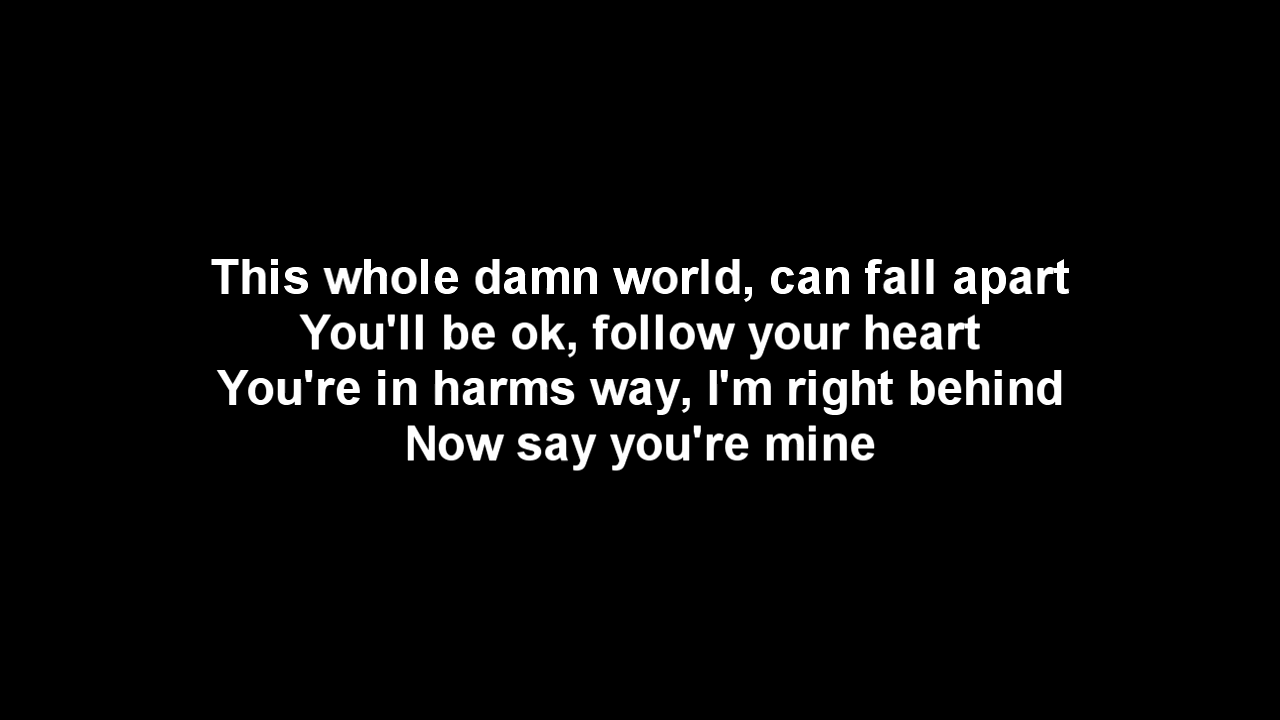 This whole damn world, can fall apart
You'll be ok, follow your heart
You're in harms way, I'm right behind
Now say you're mine